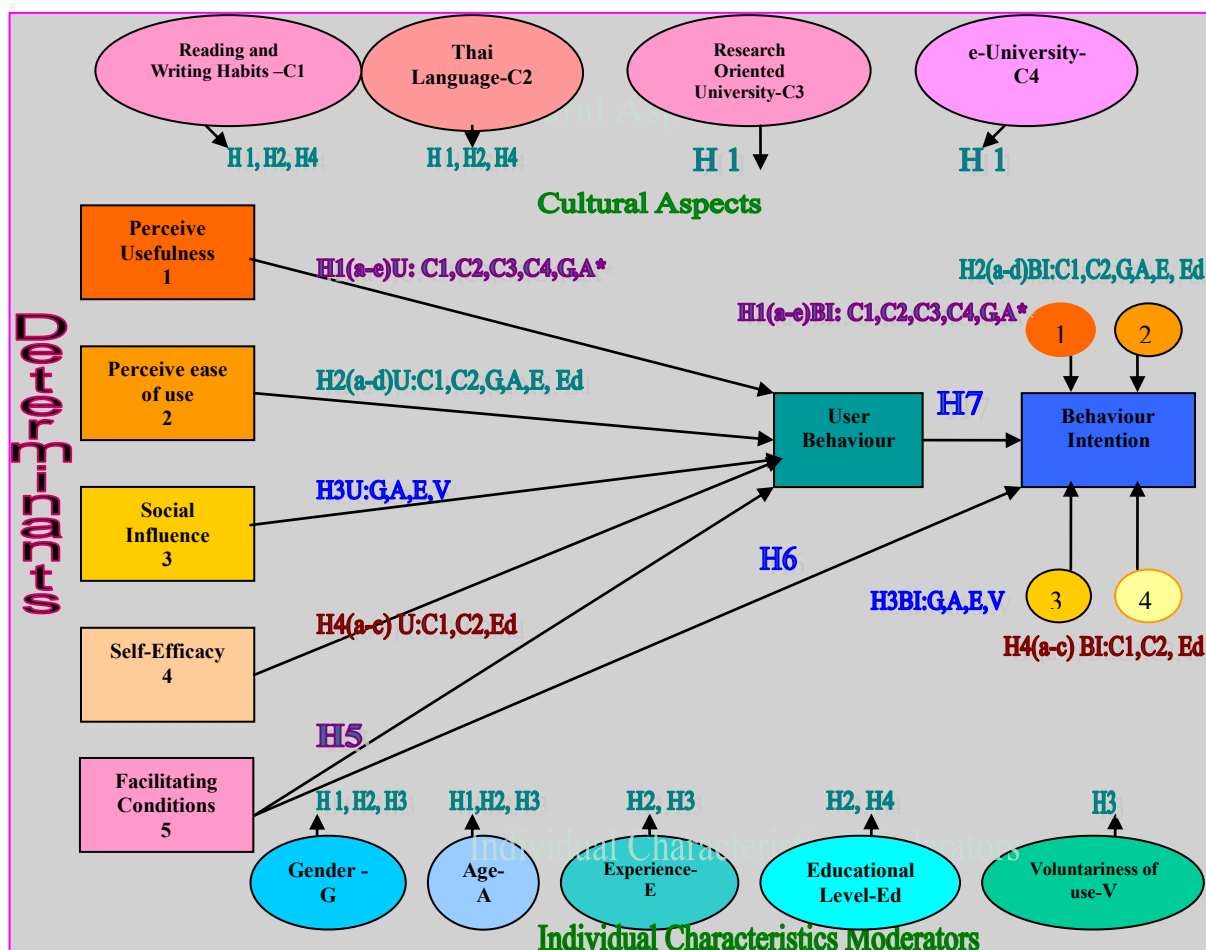 Reading and
Writing Habits –C1
Thai
Language-C2
Research
Oriented
University-C3
e-University-
C4
H 1, H2, H4
H 1, H2, H4
H 1
H 1
Cultural Aspects
Perceive
Usefulness
1
H1(a-e)U: C1,C2,C3,C4,G,A*
H2(a-d)BI:C1,C2,G,A,E, Ed
H1(a-e)BI: C1,C2,C3,C4,G,A*
1
2
Determinants
Perceive ease
of use
2
H2(a-d)U:C1,C2,G,A,E, Ed
User
Behaviour
H7
Behaviour
Intention
Social
Influence
3
H3U:G,A,E,V
H6
H3BI:G,A,E,V
3
4
H4(a-c) BI:C1,C2, Ed
Self-Efficacy
4
H4(a-c) U:C1,C2,Ed
H5
Facilitating
Conditions
5
H 1, H2, H3
H1,H2, H3
H2, H3
H2, H4
H3
Gender -
G
Age-
A
Experience-
E
Educational
Level-Ed
Voluntariness of
use-V
Individual Characteristics Moderators